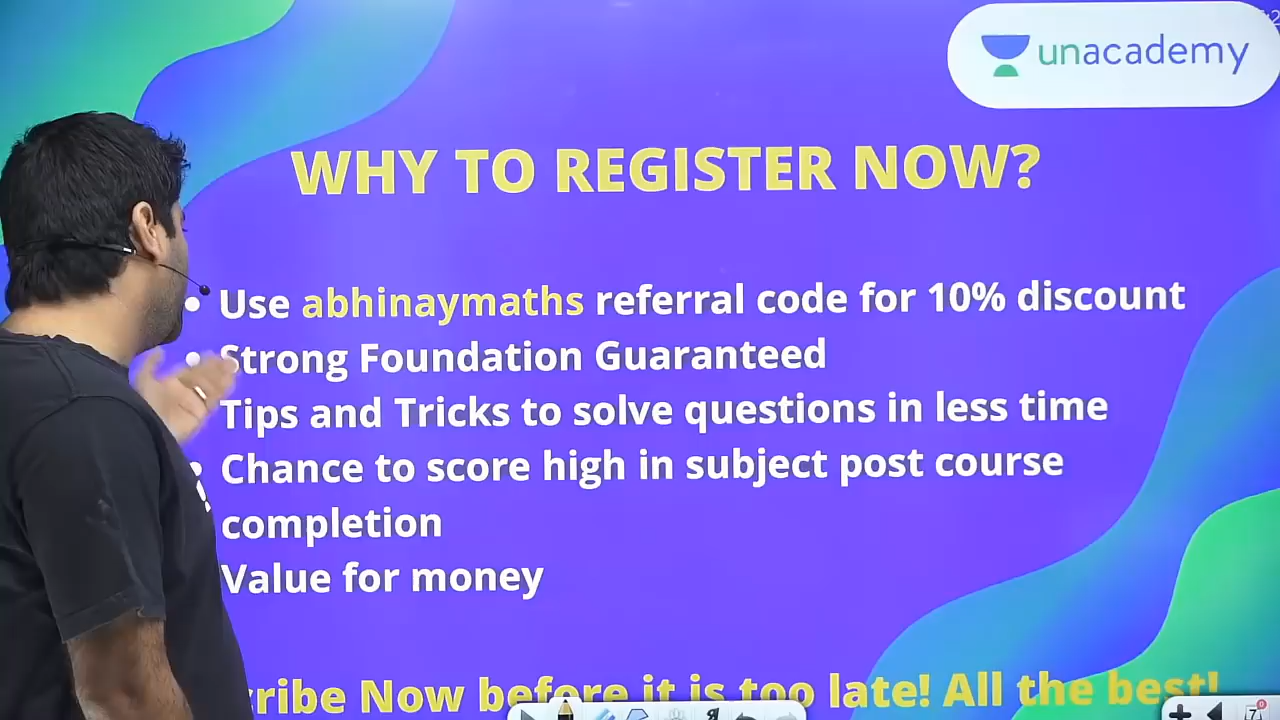 unacademy
WHY TO REGISTER NOW?
• Use abhinaymaths referral code for 10% discount
• Strong Foundation Guaranteed
Tips and Tricks to solve questions in less time
• Chance to score high in subject post course
completion
Value for money
cribe Now before it is too late! All the best!